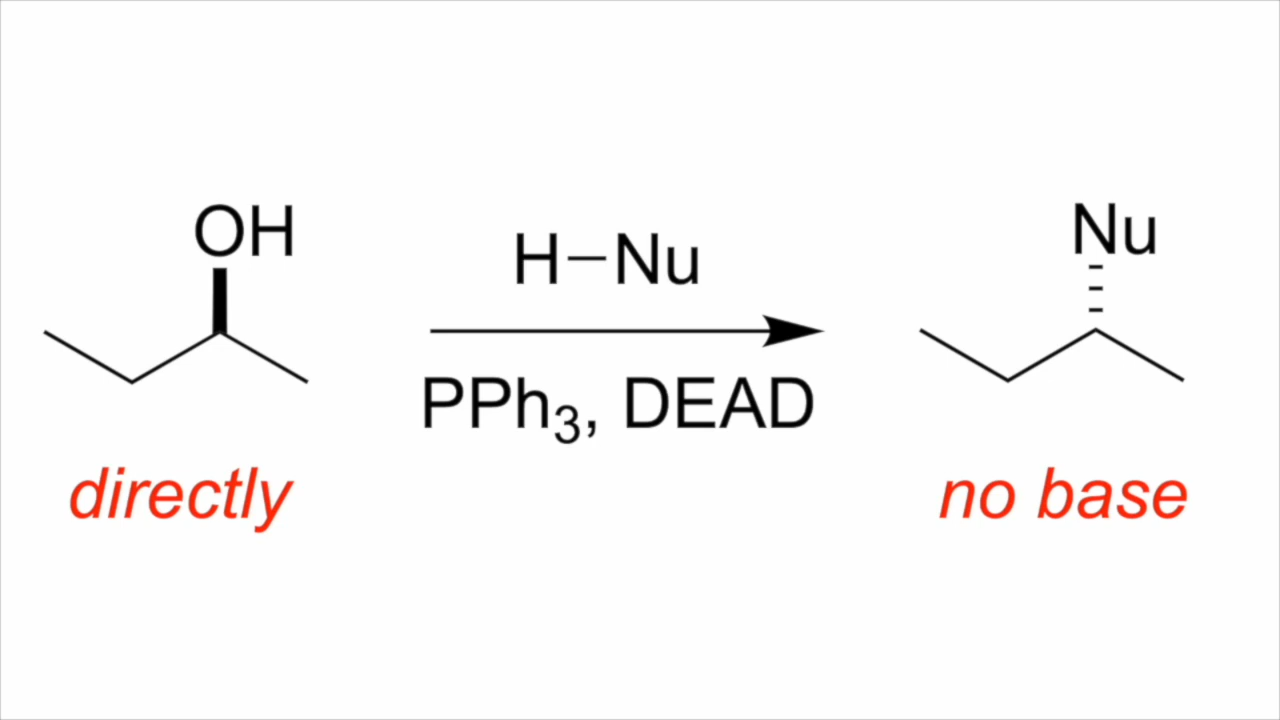 OH
H–Nu
PPh₃, DEAD
Nu
directly
no base